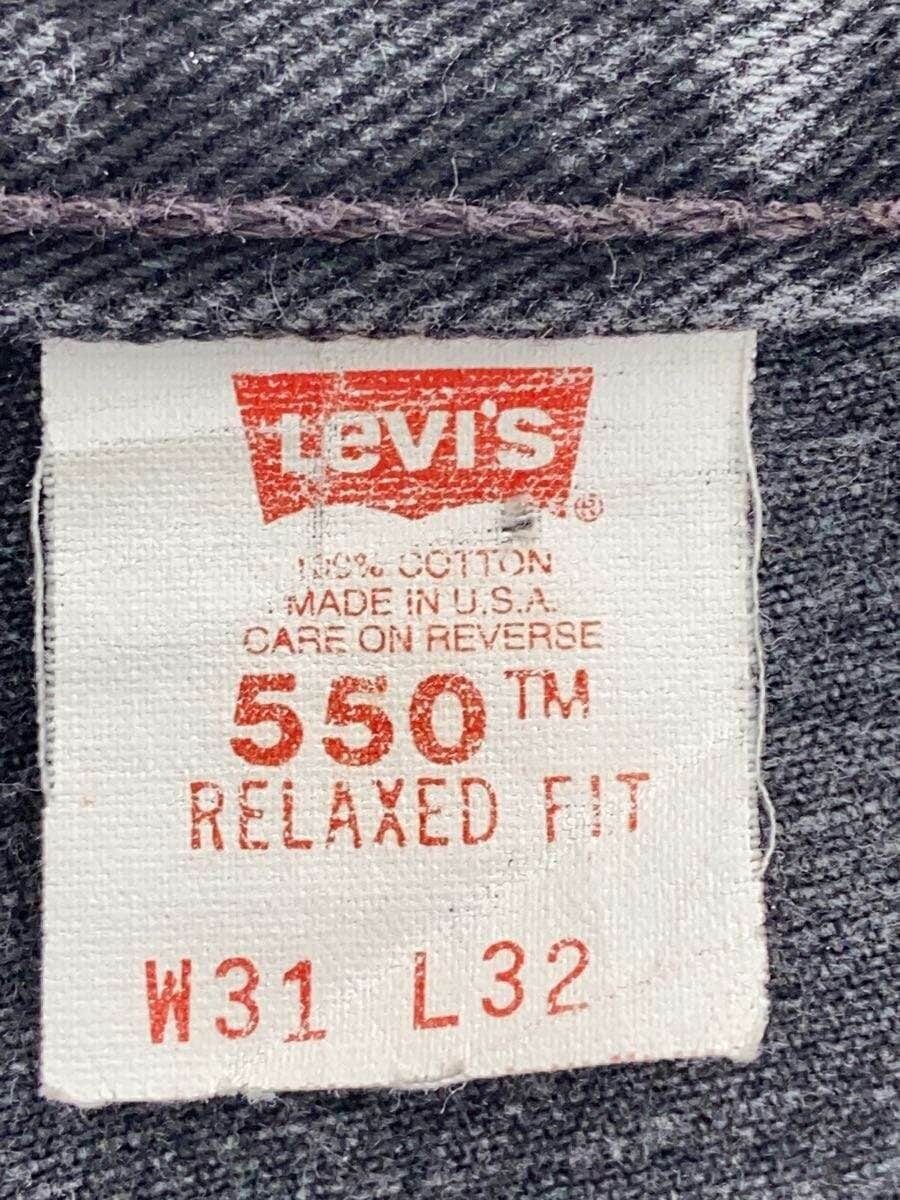 Levi's ®
100% COTTON
MADE IN U.S.A.
CARE ON REVERSE
550™
RELAXED FIT
W31 L32